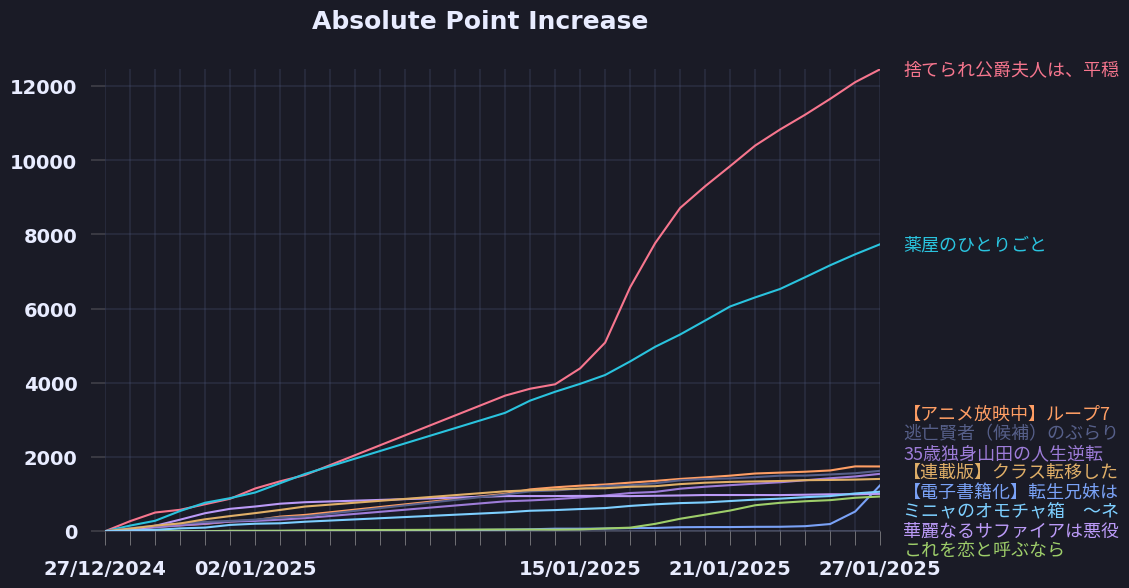 Absolute Point Increase
12000
10000
8000
6000
4000
2000
0
27/12/2024
02/01/2025
15/01/2025
21/01/2025
27/01/2025
捨てられ公爵夫人は、平穏
薬屋のひとりごと
【アニメ放映中】ループ7
逃亡賢者（候補）のぶらり
35歳独身山田の人生逆転
【連載版】クラス転移した
【電子書籍化】転生兄妹は
ミニャのオモチャ箱　～ネ
華麗なるサファイアは悪役
これを恋と呼ぶなら